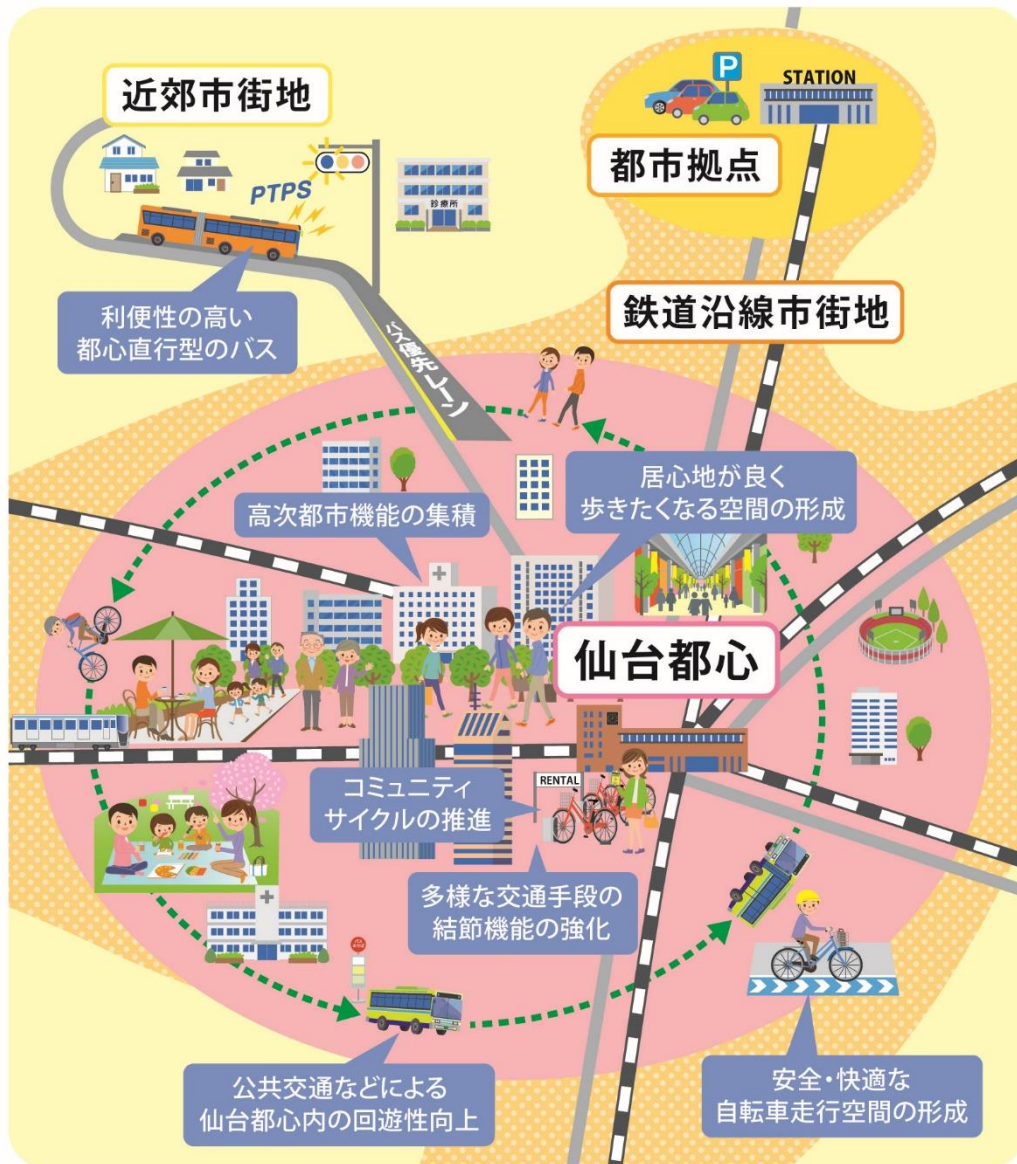 近郊市街地
P
STATION
都市拠点
PTPS
診療所
利便性の高い
都心直行型のバス
鉄道沿線市街地
バス優先レーン
高次都市機能の集積
居心地が良く
歩きたくなる空間の形成
仙台都心
コミュニティ
サイクルの推進
RENTAL
多様な交通手段の
結節機能の強化
公共交通などによる
仙台都心内の回遊性向上
安全・快適な
自転車走行空間の形成